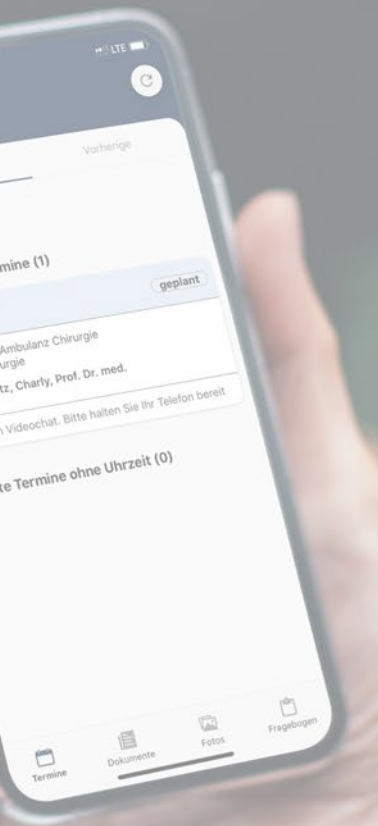 LTE
Vorherige
mine (1)
geplant
Ambulanz Chirurgie
urgie
tz, Charly, Prof. Dr. med.
n Videochat. Bitte halten Sie Ihr Telefon bereit
te Termine ohne Uhrzeit (0)
Termine
Dokumente
Fotos
Fragebogen